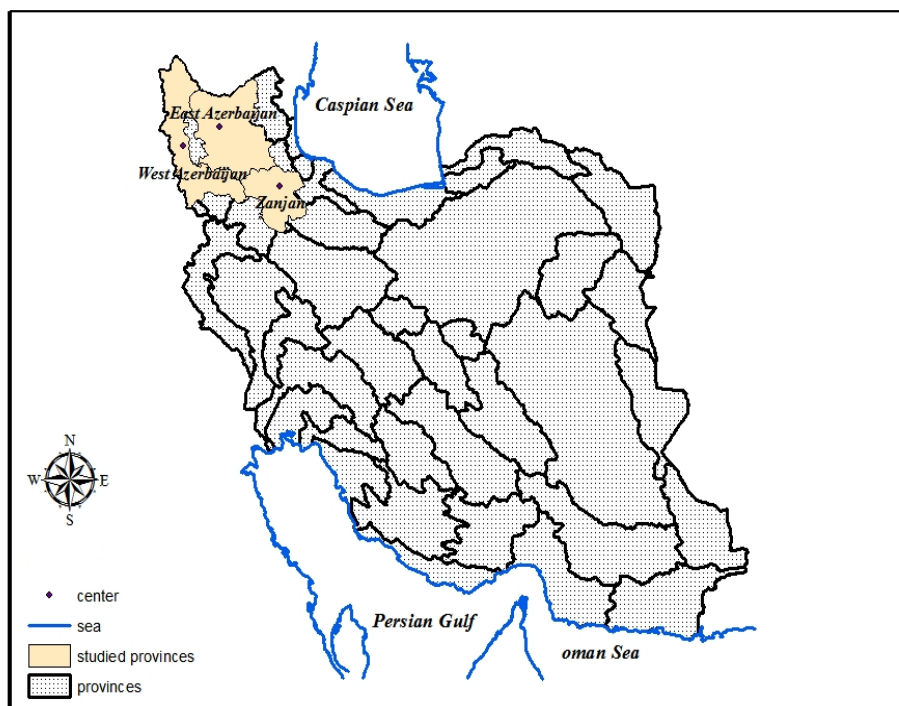 Caspian Sea
East Azerbaijan
West Azerbaijan
Zanjan
N
W E
S
Persian Gulf
oman Sea
center
sea
studied provinces
provinces